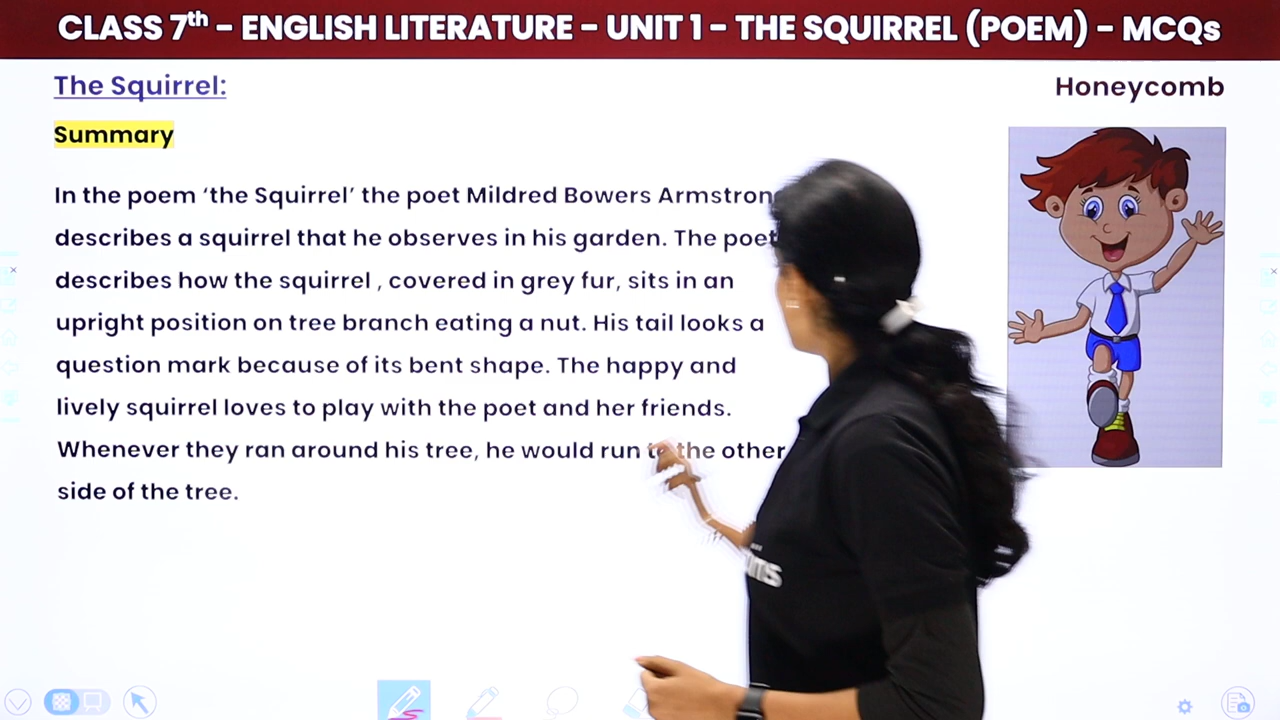 CLASS 7th – ENGLISH LITERATURE – UNIT 1 – THE SQUIRREL (POEM) – MCQs
The Squirrel:
Honeycomb
Summary
In the poem ‘the Squirrel’ the poet Mildred Bowers Armstron
describes a squirrel that he observes in his garden. The poet
describes how the squirrel , covered in grey fur, sits in an
upright position on tree branch eating a nut. His tail looks a
question mark because of its bent shape. The happy and
lively squirrel loves to play with the poet and her friends.
Whenever they ran around his tree, he would run to the other
side of the tree.